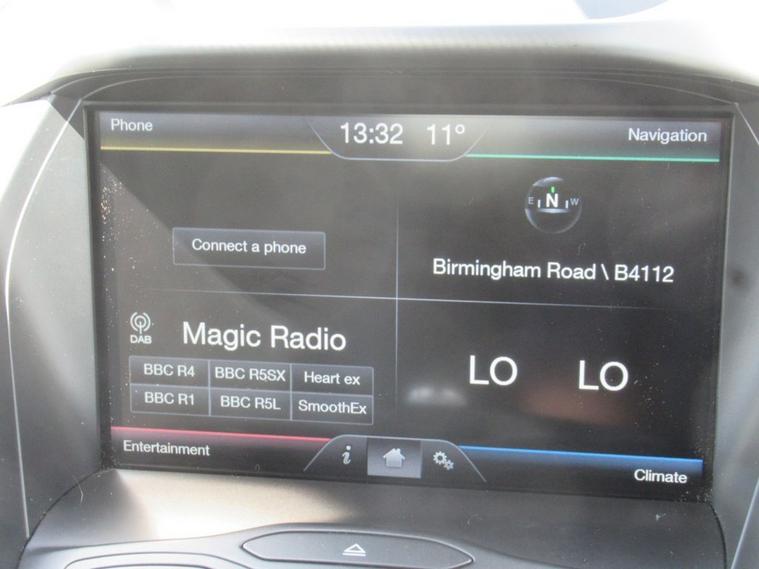 Phone
13:32 11°
Navigation
E N W
Connect a phone
Birmingham Road \ B4112
DAB
Magic Radio
BBC R4 BBC R5SX Heart ex
BBC R1 BBC R5L SmoothEx
LO LO
Entertainment
i
Climate